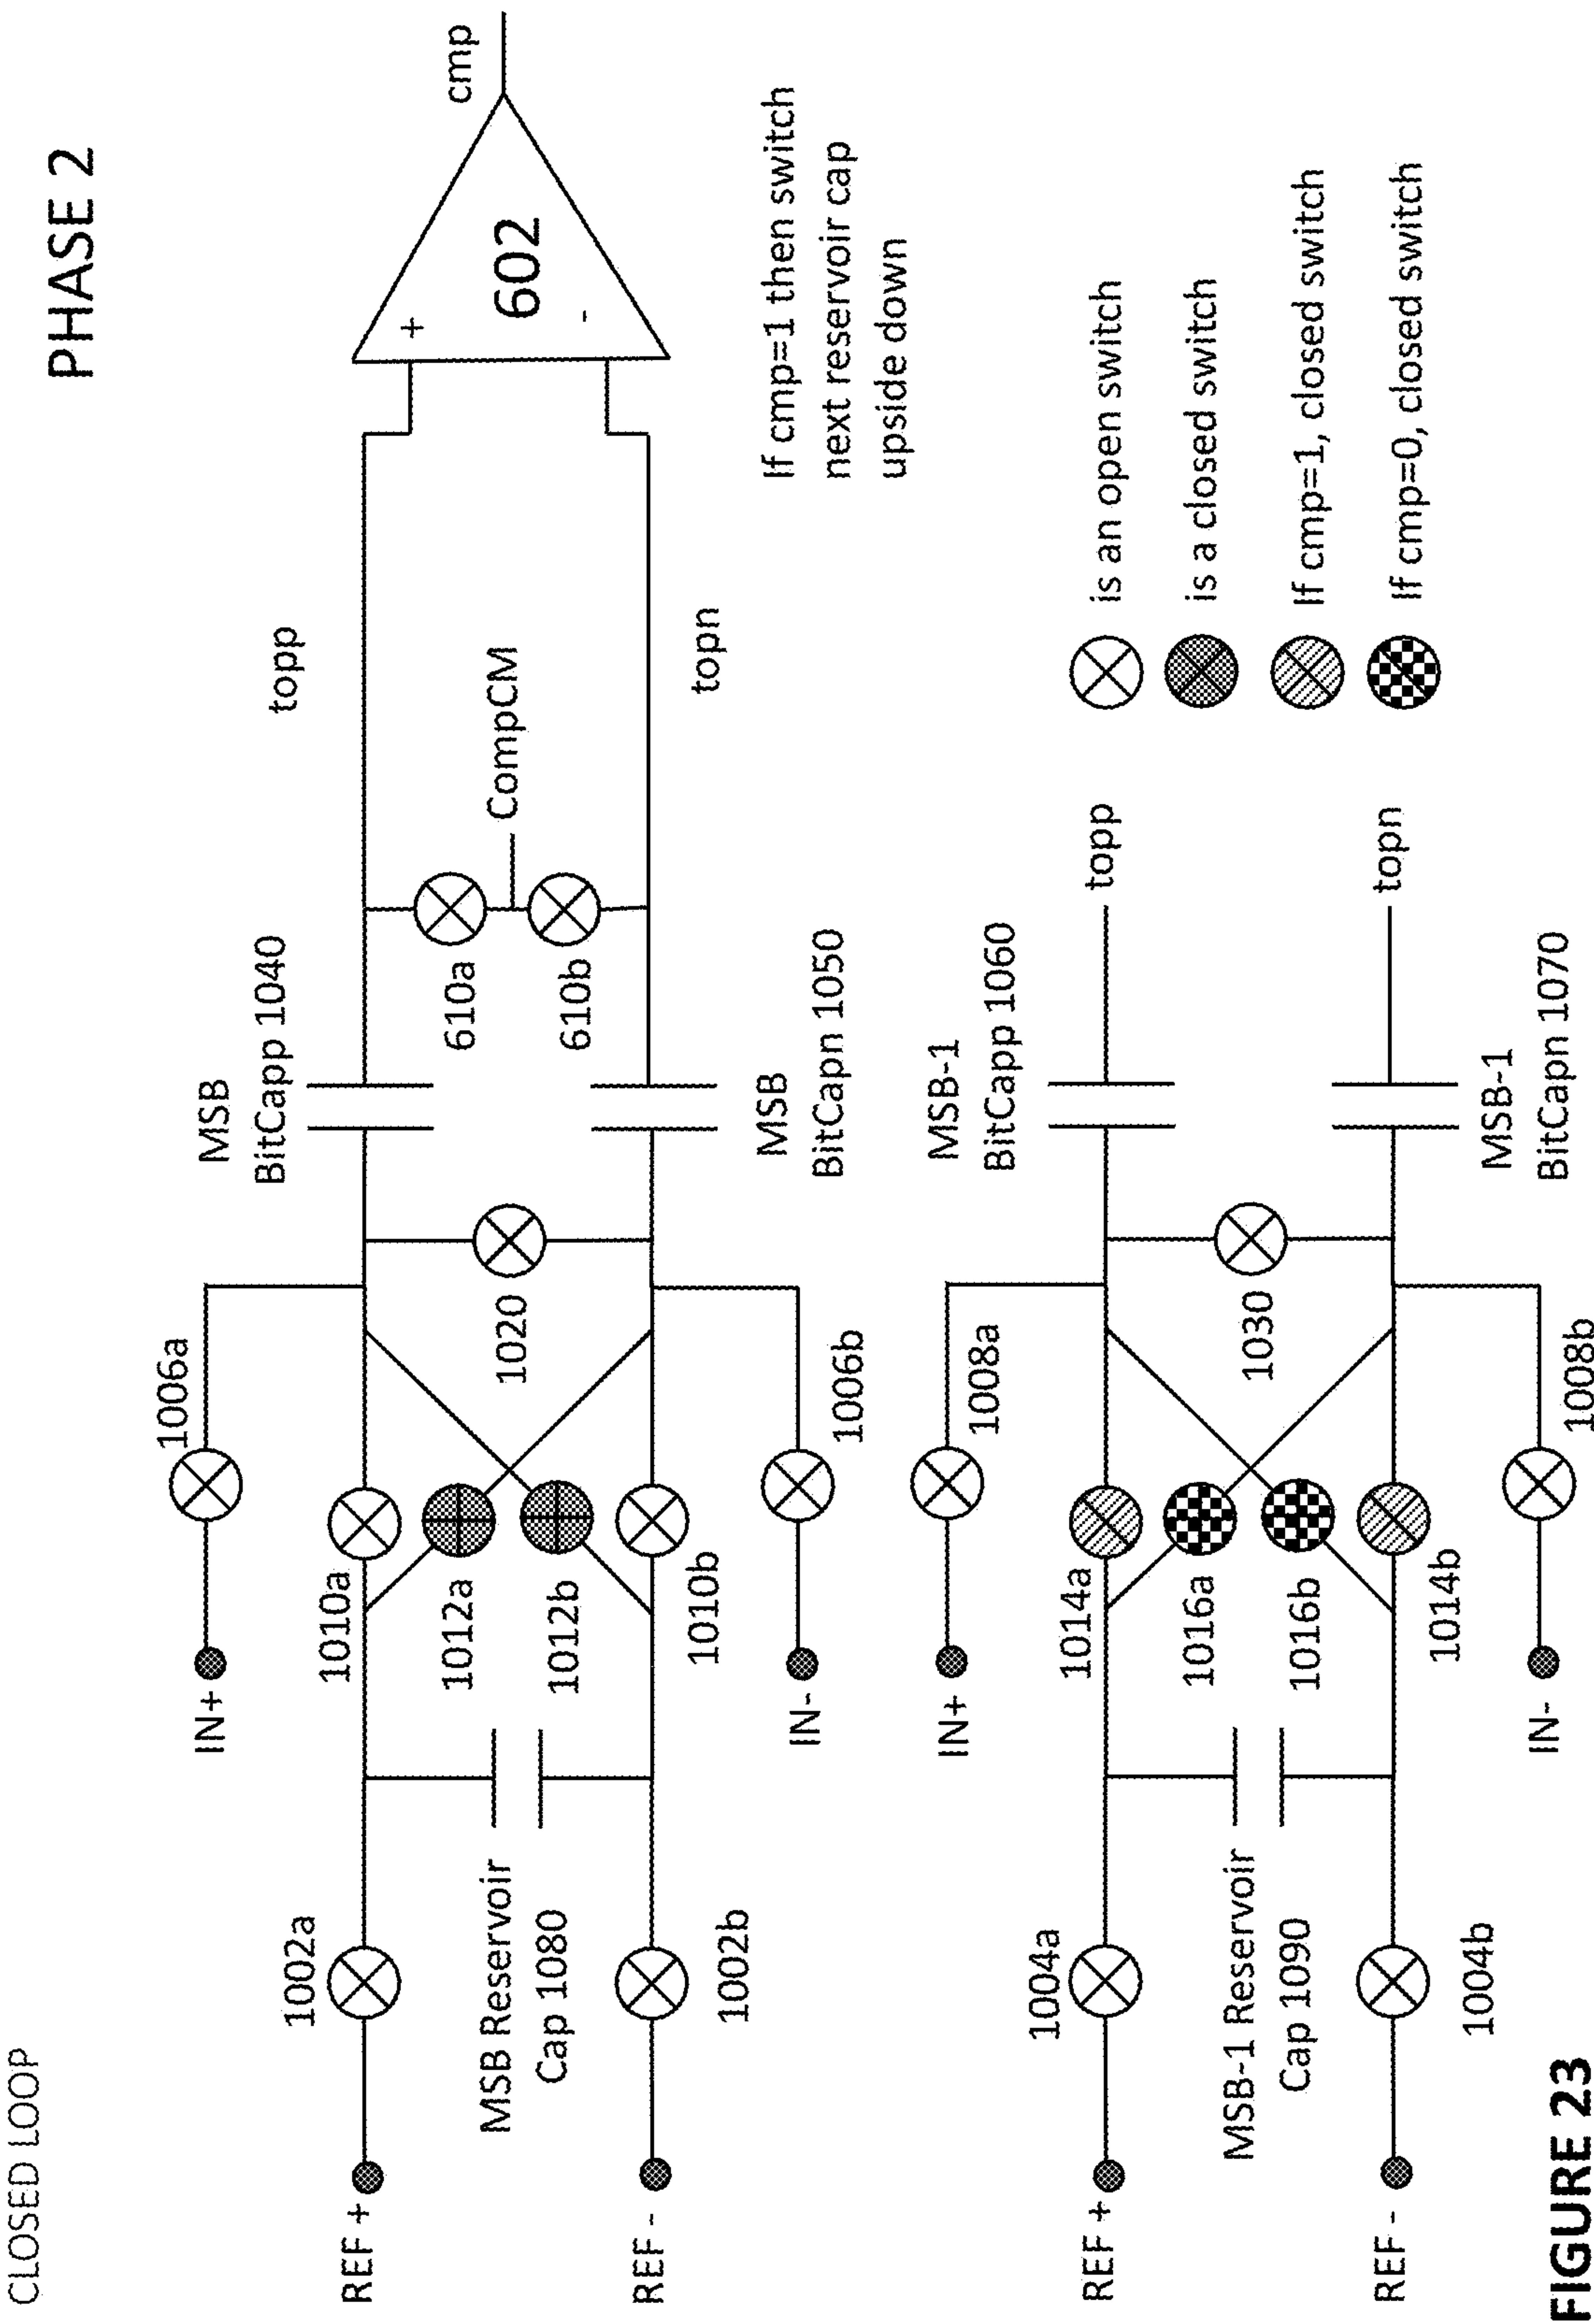 CLOSED LOOP
PHASE 2
1006a
IN+
MSB
BitCapp 1040
topp
cmp
1002a
1010a
REF +
610a
+
MSB Reservoir
Cap 1080
1012a
1020
CompCM
602
1012b
610b
-
REF -
1002b
1010b
topn
IN-
1006b
MSB
BitCapn 1050
If cmp=1 then switch
next reservoir cap
upside down
IN+
1008a
MSB-1
BitCapp 1060
1004a
1014a
REF +
topp
is an open switch
MSB-1 Reservoir
Cap 1090
1016a
1030
is a closed switch
1016b
If cmp=1, closed switch
REF -
1004b
1014b
topn
If cmp=0, closed switch
IN-
1008b
MSB-1
BitCapn 1070
FIGURE 23